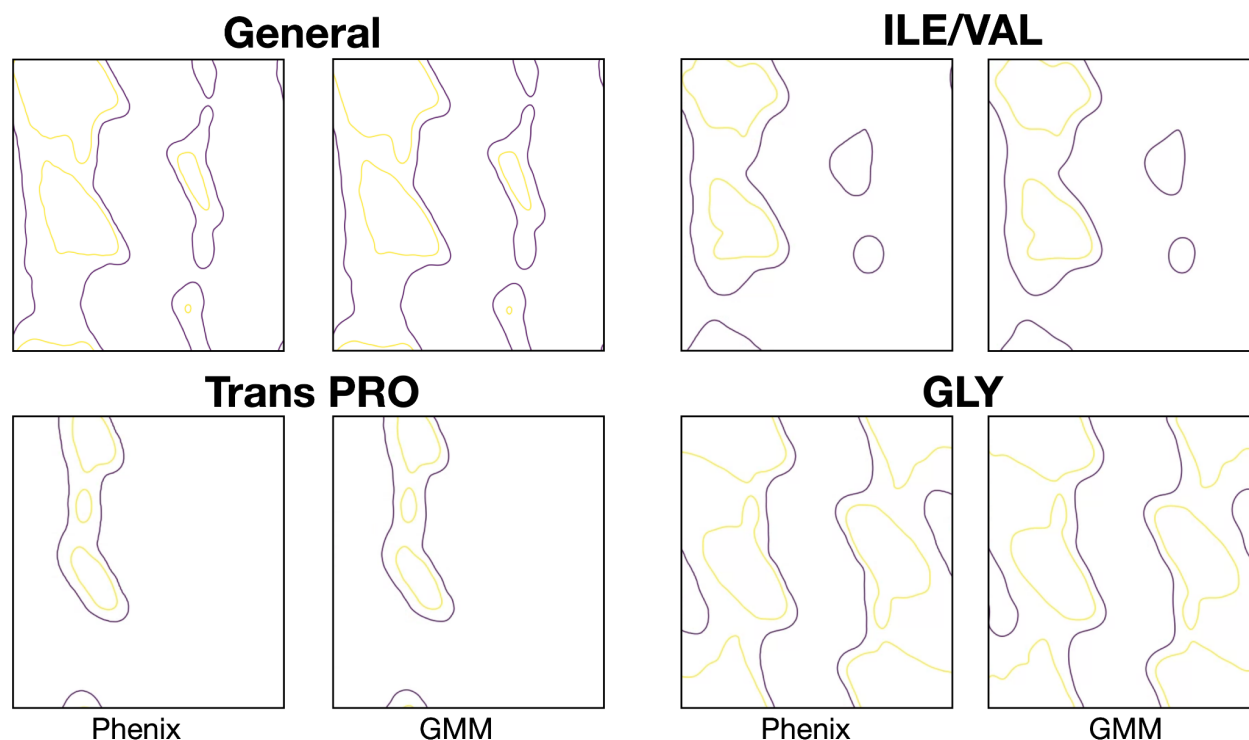 General
ILE/VAL
Trans PRO
GLY
Phenix
GMM
Phenix
GMM